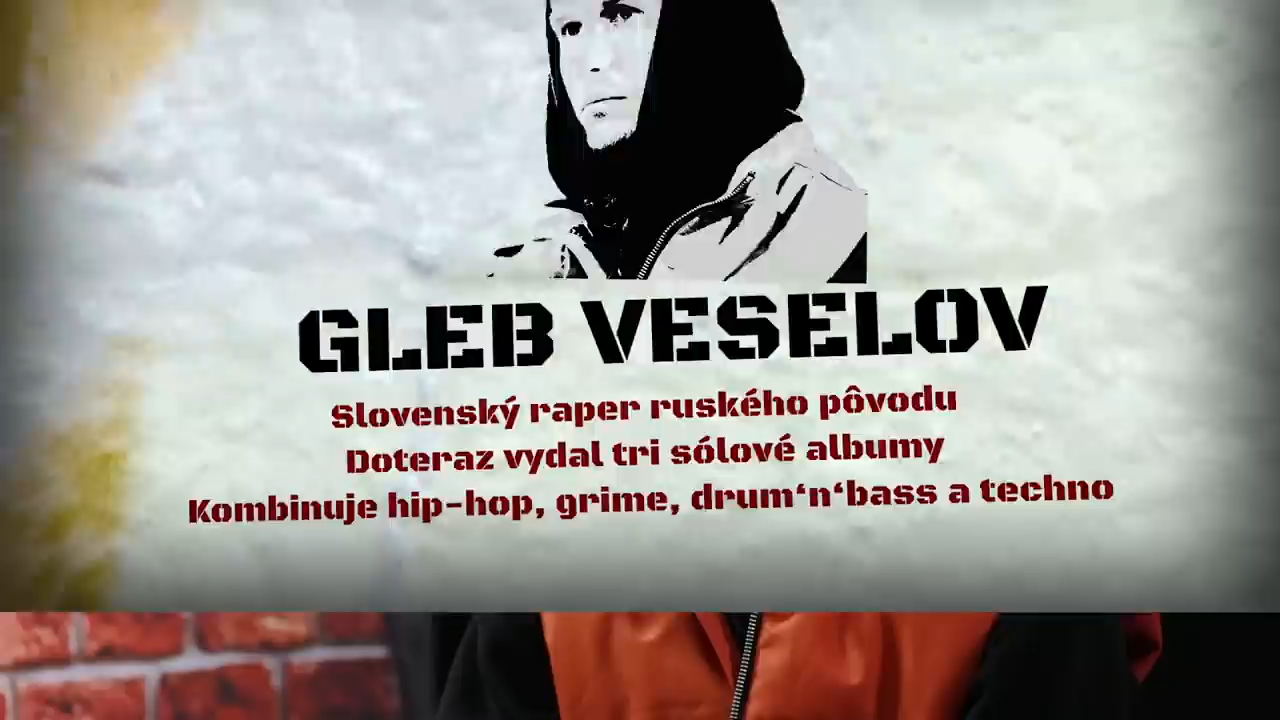 GLEB VESELOV
Slovenský raper ruského pôvodu
Doteraz vydal tri sólové albumy
Kombinuje hip-hop, grime, drum‘n‘bass a techno